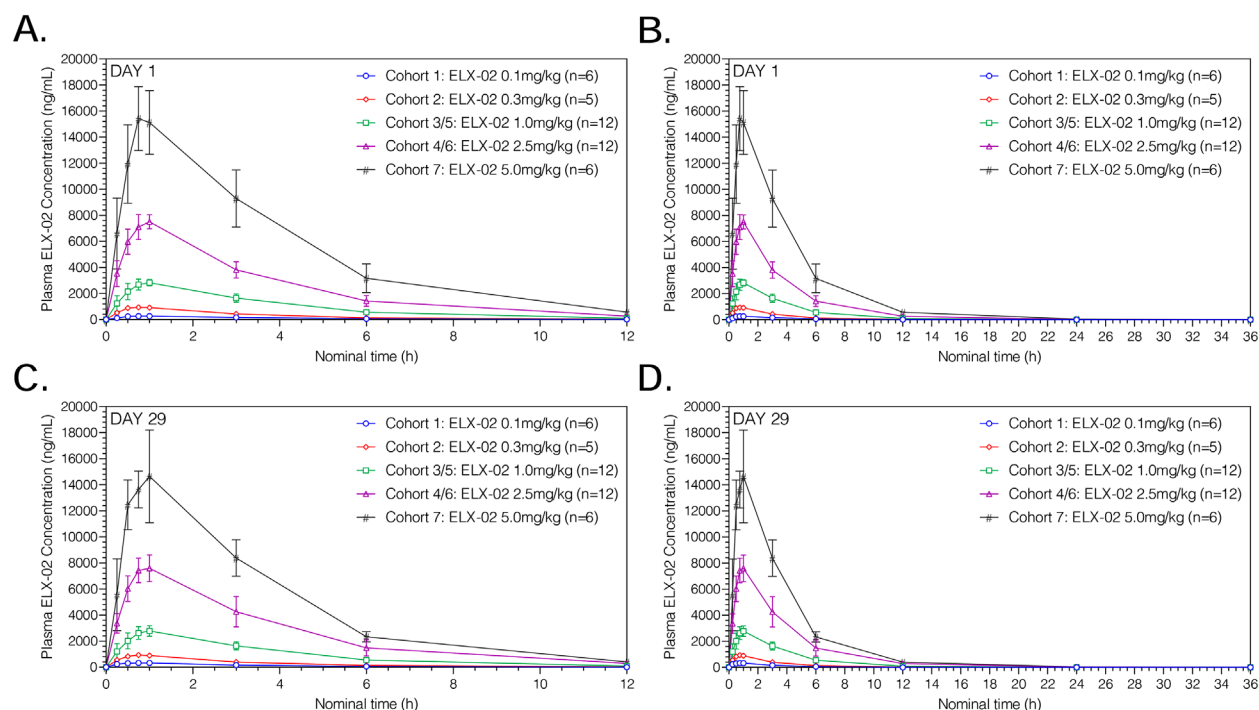 A.
DAY 1
Cohort 1: ELX-02 0.1mg/kg (n=6)
Cohort 2: ELX-02 0.3mg/kg (n=5)
Cohort 3/5: ELX-02 1.0mg/kg (n=12)
Cohort 4/6: ELX-02 2.5mg/kg (n=12)
Cohort 7: ELX-02 5.0mg/kg (n=6)
Plasma ELX-02 Concentration (ng/mL)
20000
18000
16000
14000
12000
10000
8000
6000
4000
2000
0
0 2 4 6 8 10 12
Nominal time (h)
B.
DAY 1
Cohort 1: ELX-02 0.1mg/kg (n=6)
Cohort 2: ELX-02 0.3mg/kg (n=5)
Cohort 3/5: ELX-02 1.0mg/kg (n=12)
Cohort 4/6: ELX-02 2.5mg/kg (n=12)
Cohort 7: ELX-02 5.0mg/kg (n=6)
Plasma ELX-02 Concentration (ng/mL)
20000
18000
16000
14000
12000
10000
8000
6000
4000
2000
0
0 2 4 6 8 10 12 14 16 18 20 22 24 26 28 30 32 34 36
Nominal time (h)
C.
DAY 29
Cohort 1: ELX-02 0.1mg/kg (n=6)
Cohort 2: ELX-02 0.3mg/kg (n=5)
Cohort 3/5: ELX-02 1.0mg/kg (n=12)
Cohort 4/6: ELX-02 2.5mg/kg (n=12)
Cohort 7: ELX-02 5.0mg/kg (n=6)
Plasma ELX-02 Concentration (ng/mL)
20000
18000
16000
14000
12000
10000
8000
6000
4000
2000
0
0 2 4 6 8 10 12
Nominal time (h)
D.
DAY 29
Cohort 1: ELX-02 0.1mg/kg (n=6)
Cohort 2: ELX-02 0.3mg/kg (n=5)
Cohort 3/5: ELX-02 1.0mg/kg (n=12)
Cohort 4/6: ELX-02 2.5mg/kg (n=12)
Cohort 7: ELX-02 5.0mg/kg (n=6)
Plasma ELX-02 Concentration (ng/mL)
20000
18000
16000
14000
12000
10000
8000
6000
4000
2000
0
0 2 4 6 8 10 12 14 16 18 20 22 24 26 28 30 32 34 36
Nominal time (h)